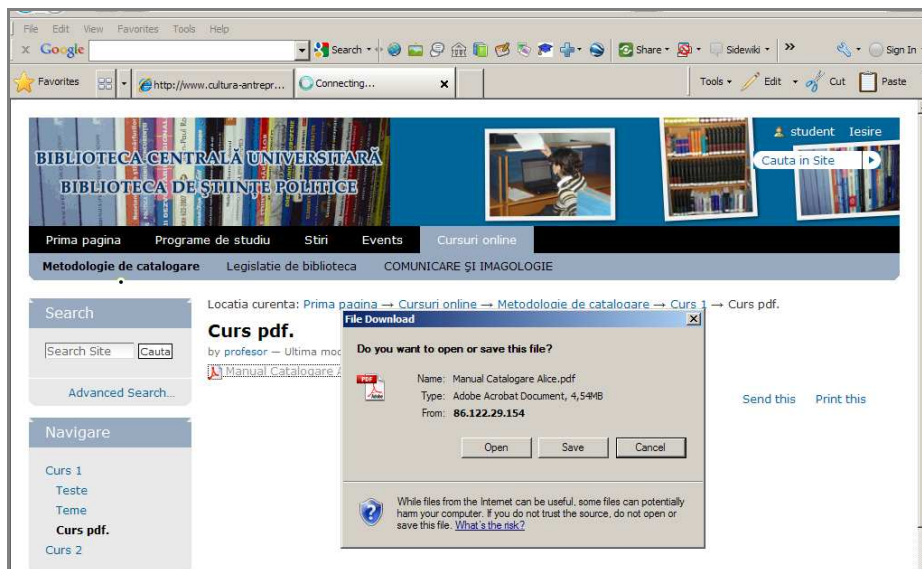 File Edit View Favorites Tools Help
x Google Search Share Sidewiki » Sign In
Favorites http://www.cultura-antrepr... Connecting... x Tools Edit Cut Paste
student Iesire
BIBLIOTECA CENTRALĂ UNIVERSITARĂ
Cauta in Site
BIBLIOTECA DE ŞTIINŢE POLITICE
Prima pagina Programe de studiu Stiri Events Cursuri online
Metodologie de catalogare Legislatie de biblioteca COMUNICARE ŞI IMAGOLOGIE
Search
Locatia curenta: Prima pagina → Cursuri online → Metodologie de catalogare → Curs 1 → Curs pdf.
Curs pdf.
by profesor — Ultima mod
Manual Catalogare A
Search Site Cauta
Advanced Search...
File Download
Do you want to open or save this file?
Name: Manual Catalogare Alice.pdf
Type: Adobe Acrobat Document, 4,54MB
From: 86.122.29.154
Open Save Cancel
While files from the Internet can be useful, some files can potentially
harm your computer. If you do not trust the source, do not open or
save this file. What's the risk?
Send this Print this
Navigare
Curs 1
Teste
Teme
Curs pdf.
Curs 2